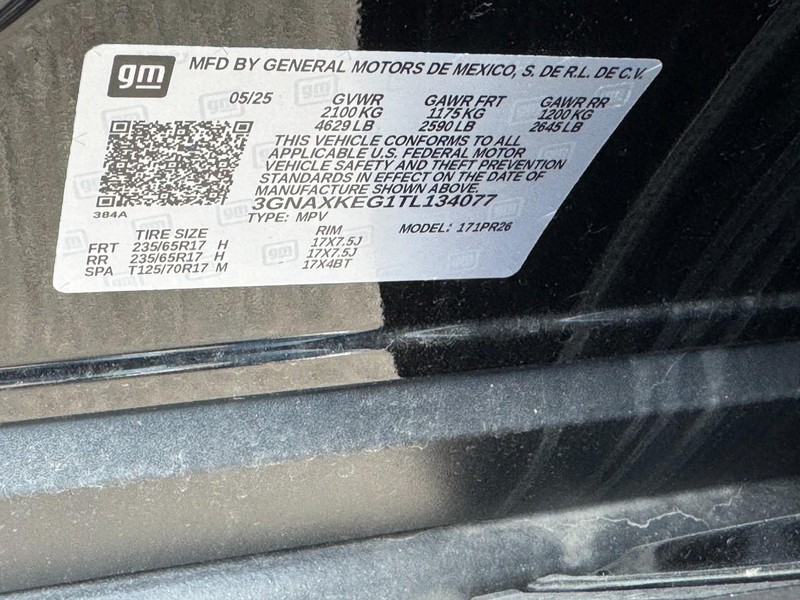 gm MFD BY GENERAL MOTORS DE MEXICO, S. DE R.L. DE C.V.
05/25 GVWR GAWR FRT GAWR RR
2100 KG 1175 KG 1200 KG
4629 LB 2590 LB 2645 LB
THIS VEHICLE CONFORMS TO ALL
APPLICABLE U.S. FEDERAL MOTOR
VEHICLE SAFETY AND THEFT PREVENTION
STANDARDS IN EFFECT ON THE DATE OF
MANUFACTURE SHOWN ABOVE.
384A 3GNAXKEG1TL134077
TYPE: MPV MODEL: 171PR26
TIRE SIZE RIM
FRT 235/65R17 H 17X7.5J
RR 235/65R17 H 17X7.5J
SPA T125/70R17 M 17X4BT